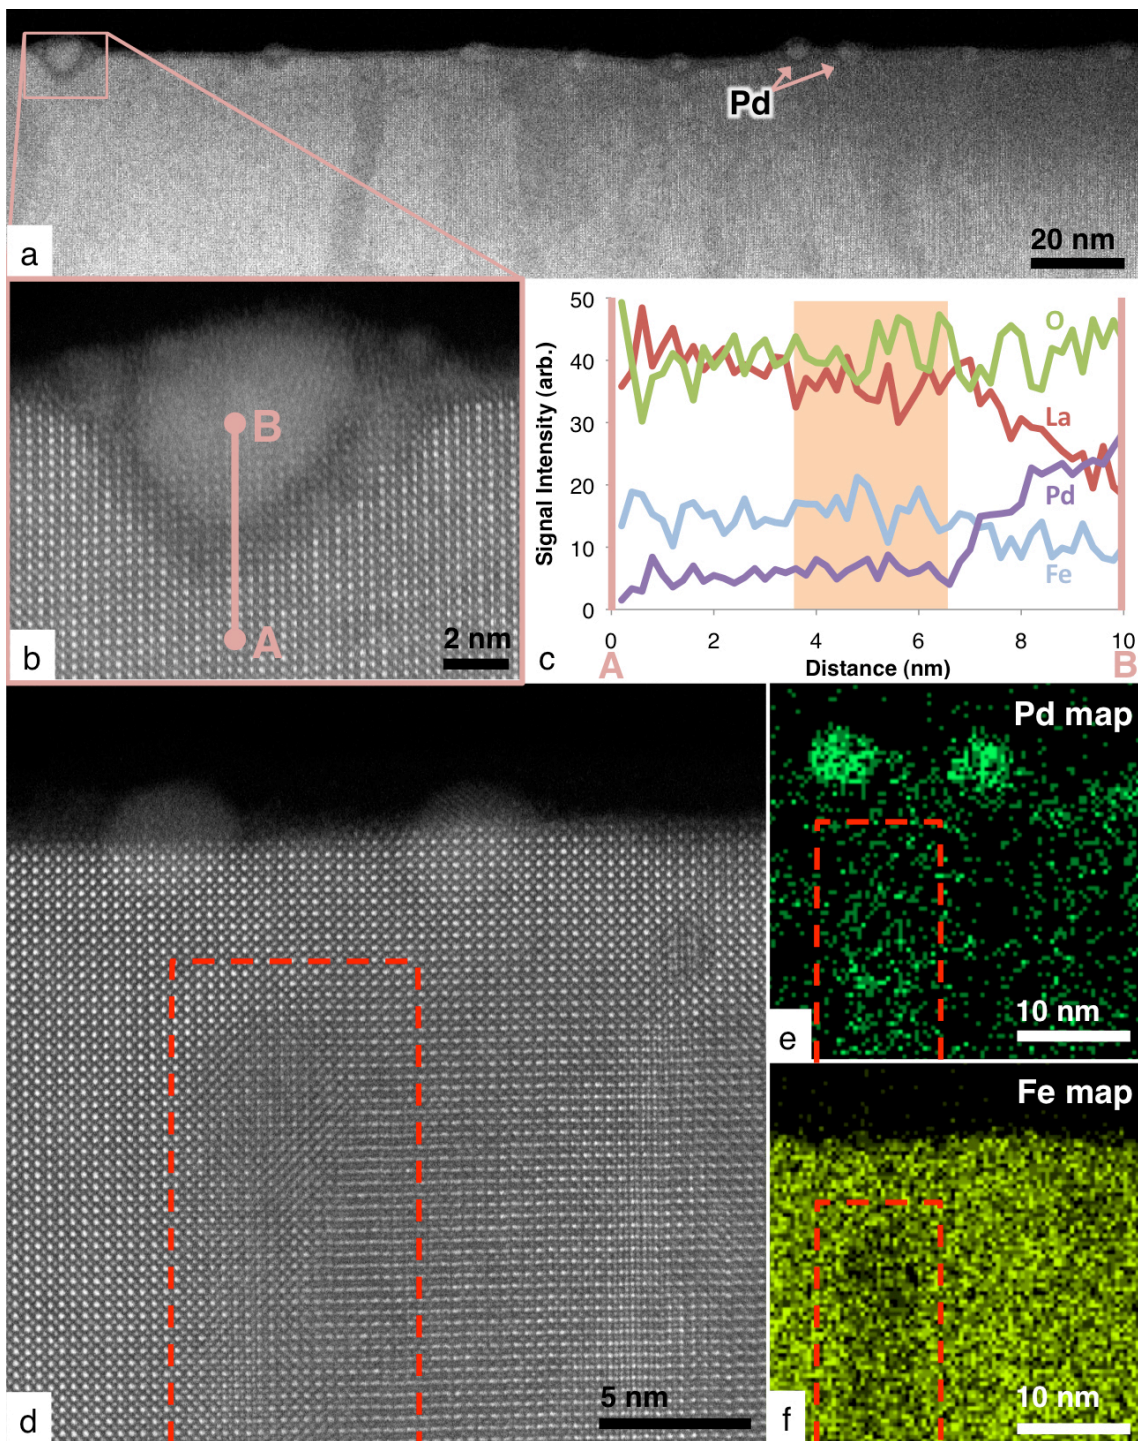 Pd
a
20 nm
B
A
b
2 nm
50
40
30
20
10
0
Signal Intensity (arb.)
O
La
Pd
Fe
0 2 4 6 8 10
A B
Distance (nm)
c
d
5 nm
Pd map
10 nm
e
Fe map
10 nm
f